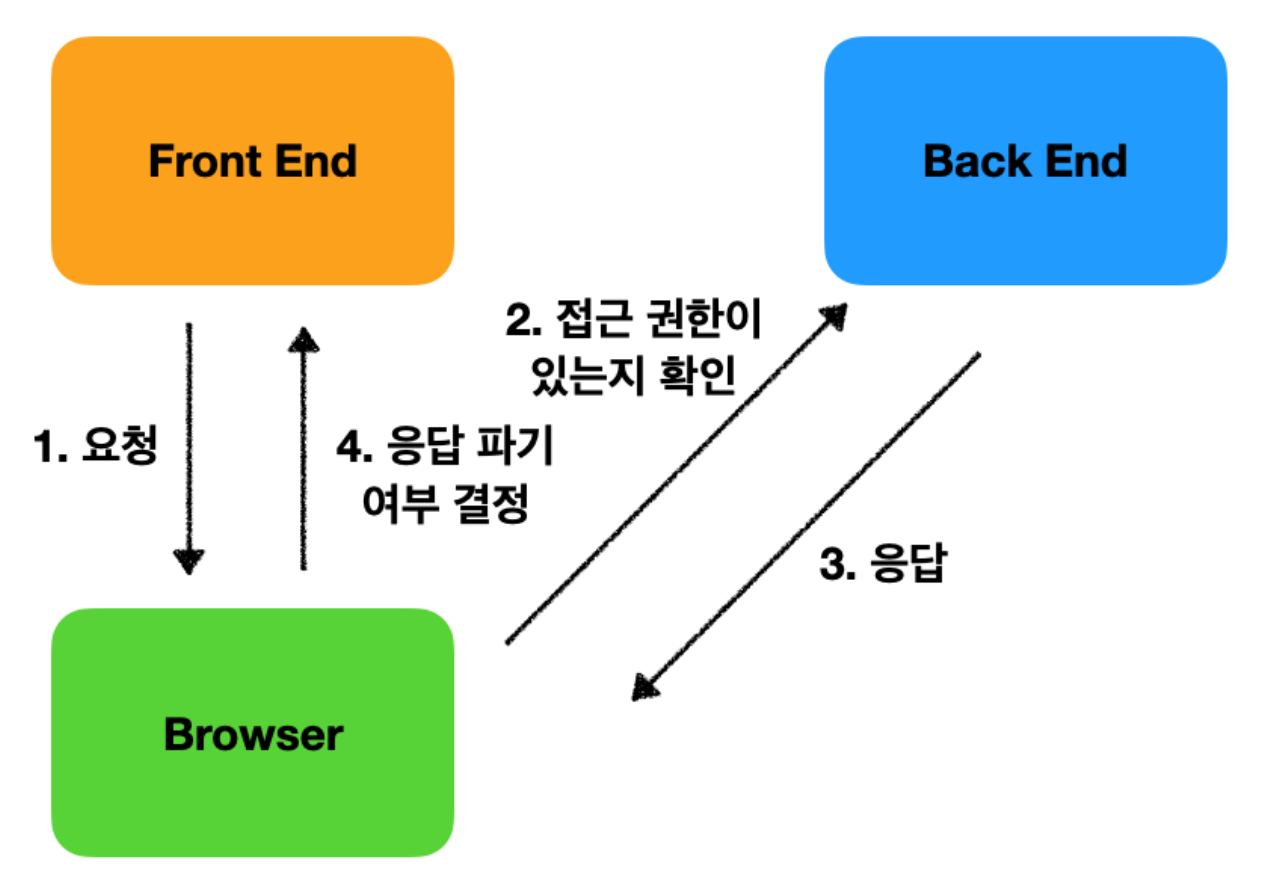 Front End
Back End
2. 접근 권한이
있는지 확인
1. 요청
4. 응답 파기
여부 결정
3. 응답
Browser